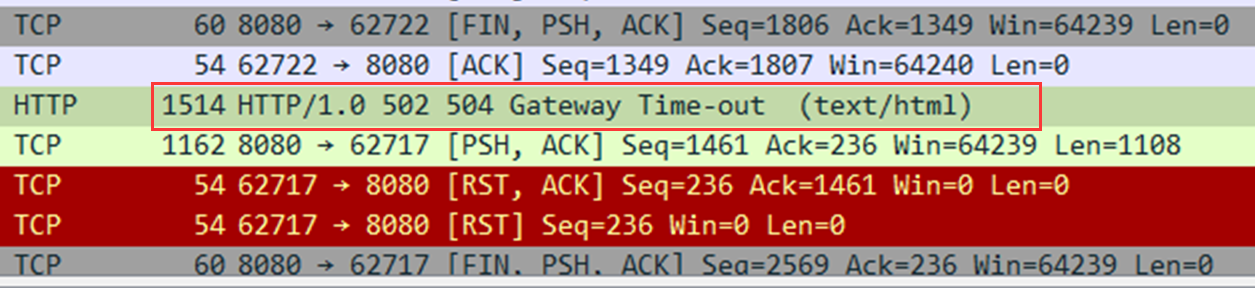 TCP 60 8080 → 62722 [FIN, PSH, ACK] Seq=1806 Ack=1349 Win=64239 Len=0
TCP 54 62722 → 8080 [ACK] Seq=1349 Ack=1807 Win=64240 Len=0
HTTP 1514 HTTP/1.0 502 504 Gateway Time-out (text/html)
TCP 1162 8080 → 62717 [PSH, ACK] Seq=1461 Ack=236 Win=64239 Len=1108
TCP 54 62717 → 8080 [RST, ACK] Seq=236 Ack=1461 Win=0 Len=0
TCP 54 62717 → 8080 [RST] Seq=236 Win=0 Len=0
TCP 60 8080 → 62717 [FIN, PSH, ACK] Seq=2569 Ack=236 Win=64239 Len=0